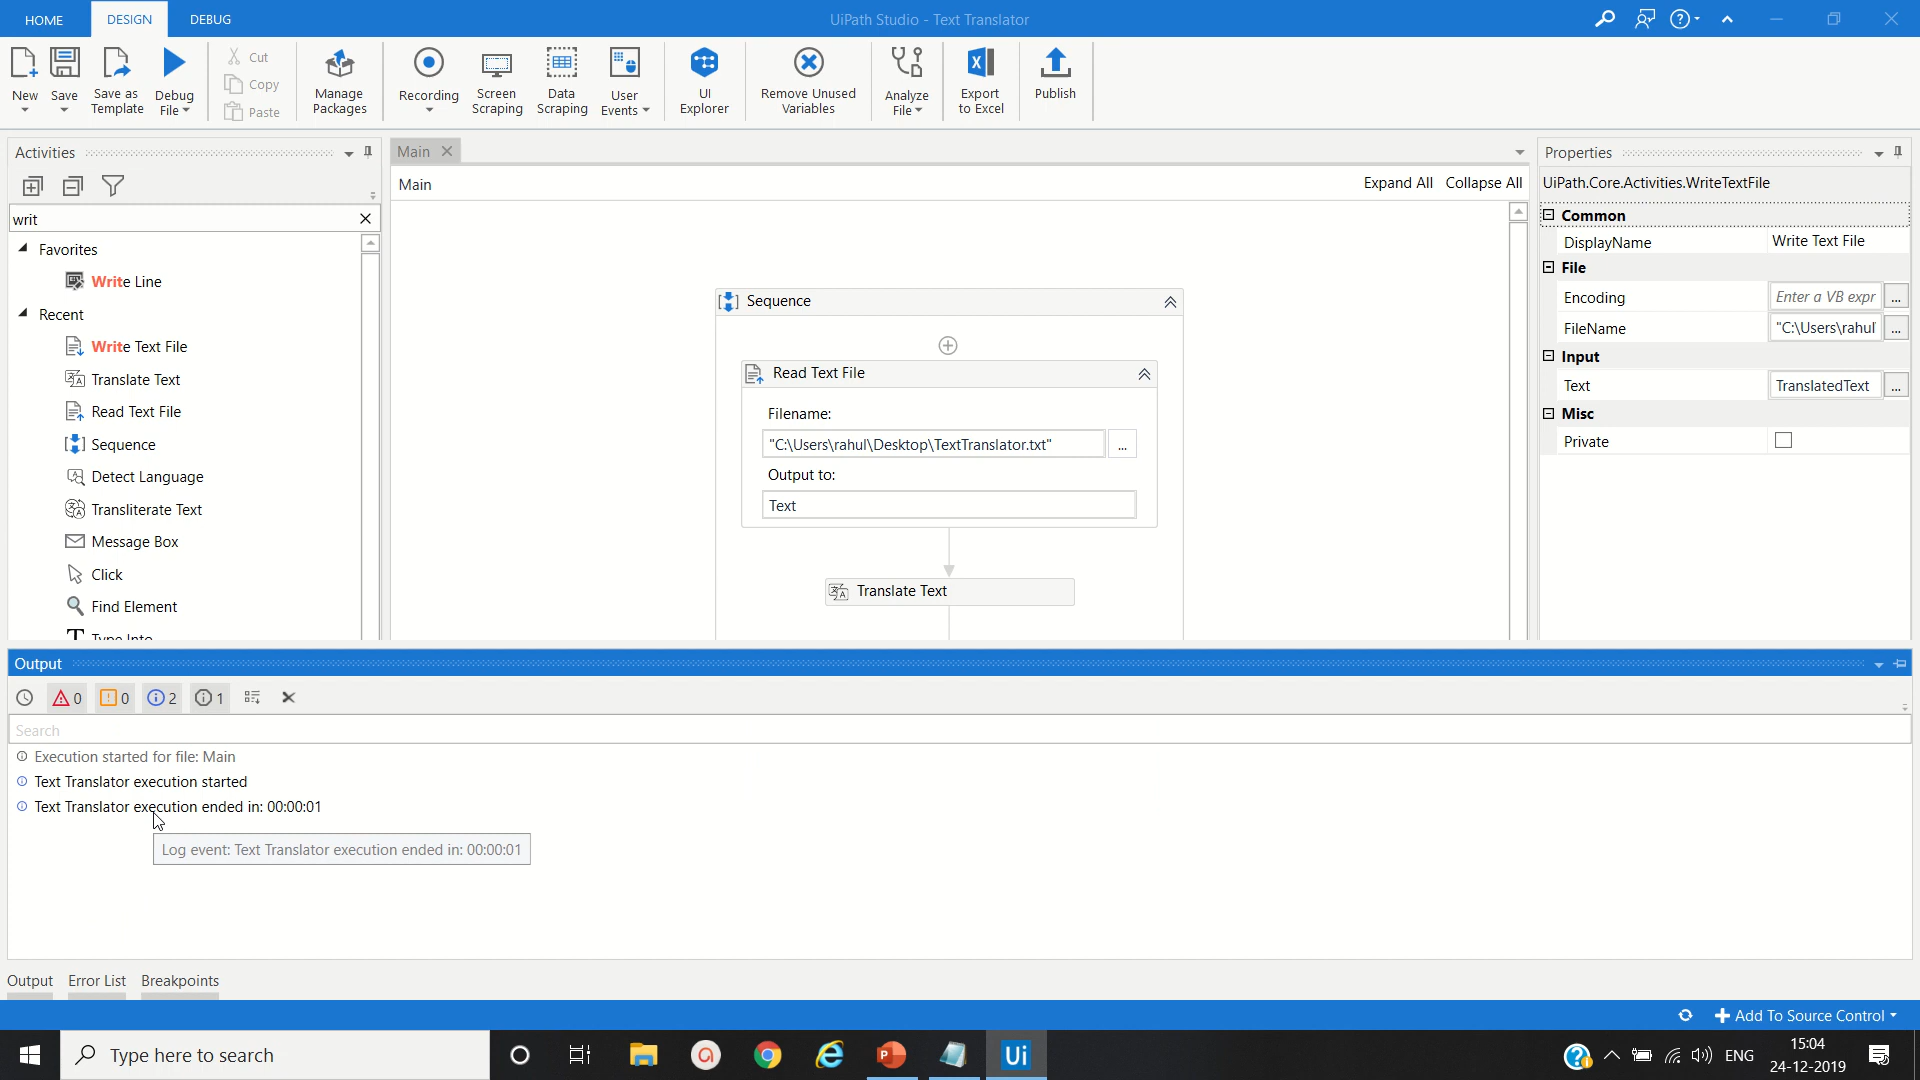 HOME DESIGN DEBUG UiPath Studio - Text Translator
New Save Save as Template Debug File Cut Copy Paste Manage Packages Recording Screen Scraping Data Scraping User Events UI Explorer Remove Unused Variables Analyze File Export to Excel Publish
Activities
writ
Favorites
Write Line
Recent
Write Text File
Translate Text
Read Text File
Sequence
Detect Language
Transliterate Text
Message Box
Click
Find Element
Type Into
Main
Main Expand All Collapse All
Sequence
Read Text File
Filename:
"C:\Users\rahul\Desktop\TextTranslator.txt" ...
Output to:
Text
Translate Text
Properties
UiPath.Core.Activities.WriteTextFile
Common
DisplayName Write Text File
File
Encoding Enter a VB expr ...
FileName "C:\Users\rahul ...
Input
Text TranslatedText ...
Misc
Private
Output
0 0 2 1
Search
Execution started for file: Main
Text Translator execution started
Text Translator execution ended in: 00:00:01
Log event: Text Translator execution ended in: 00:00:01
Output Error List Breakpoints
Add To Source Control
Type here to search
Ui
ENG
15:04
24-12-2019